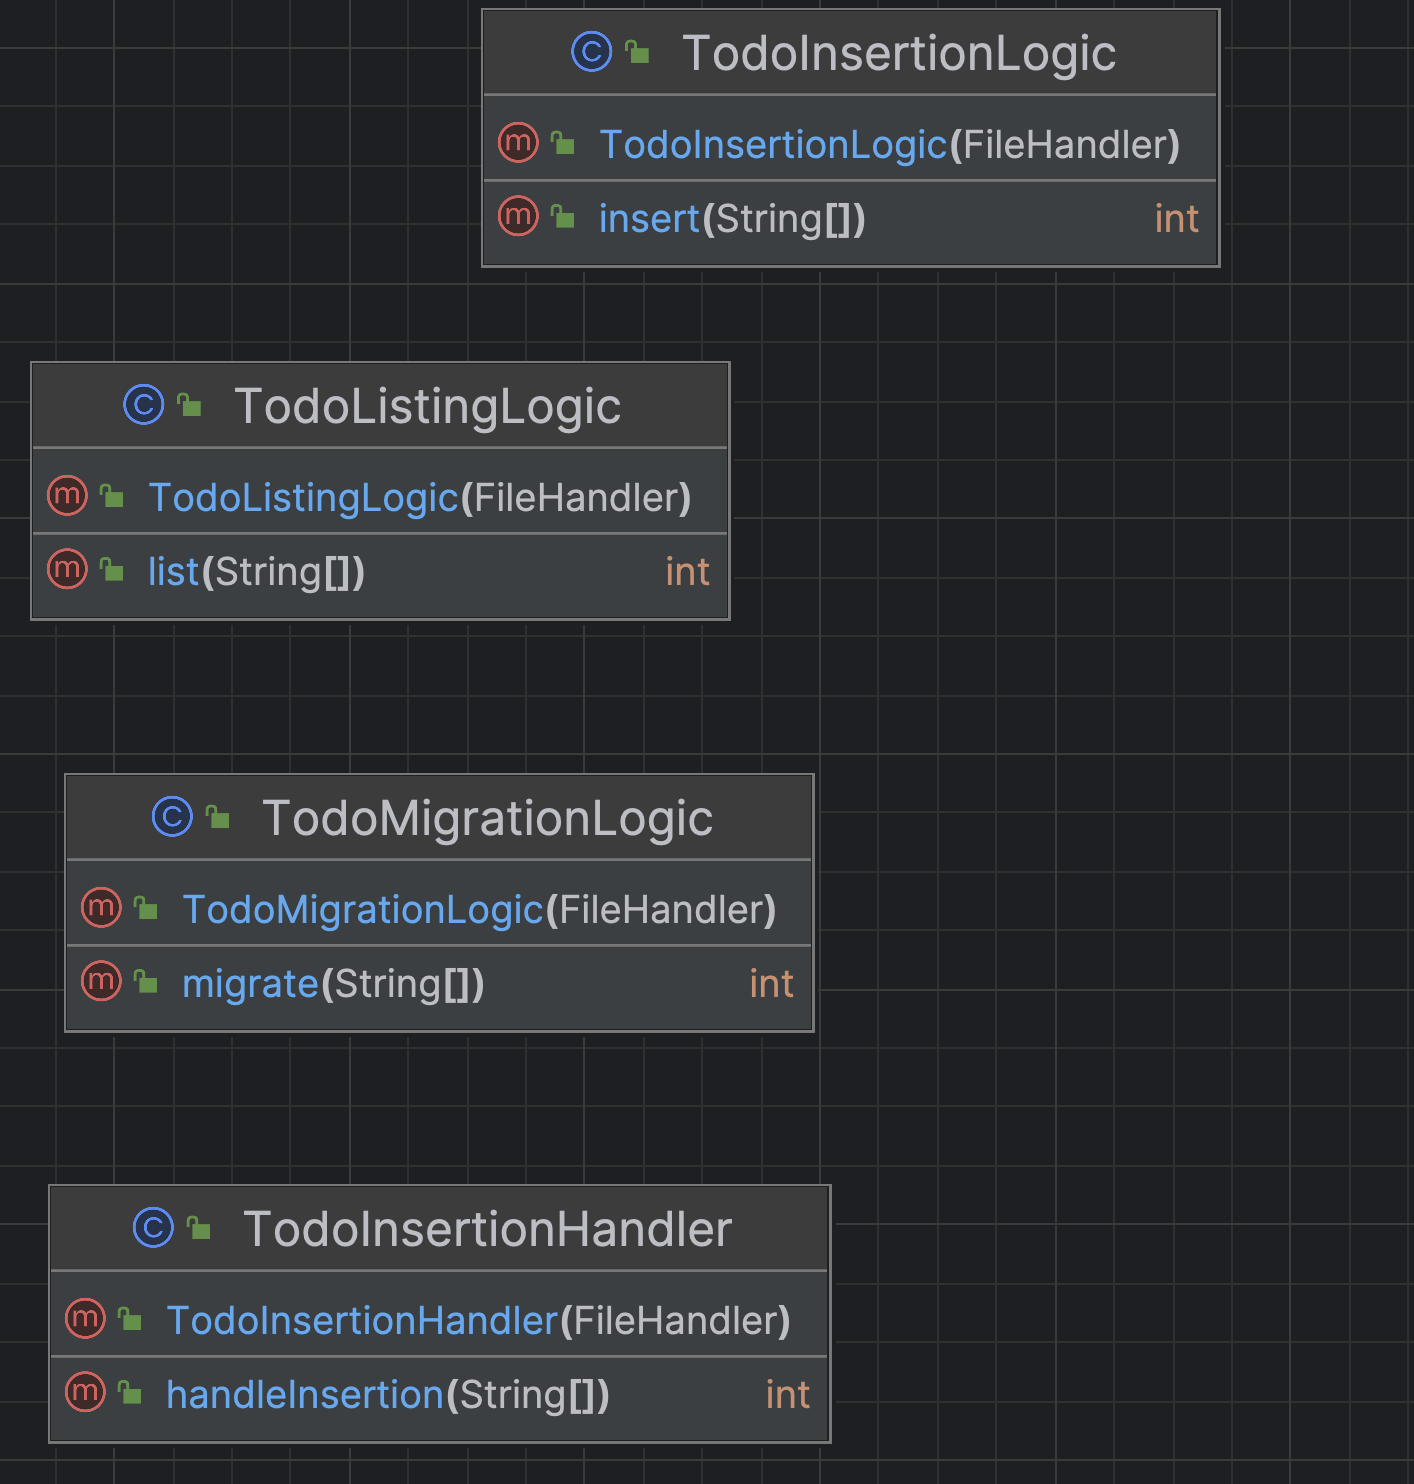 TodoInsertionLogic
TodoInsertionLogic(FileHandler)
insert(String[]) int
TodoListingLogic
TodoListingLogic(FileHandler)
list(String[]) int
TodoMigrationLogic
TodoMigrationLogic(FileHandler)
migrate(String[]) int
TodoInsertionHandler
TodoInsertionHandler(FileHandler)
handleInsertion(String[]) int